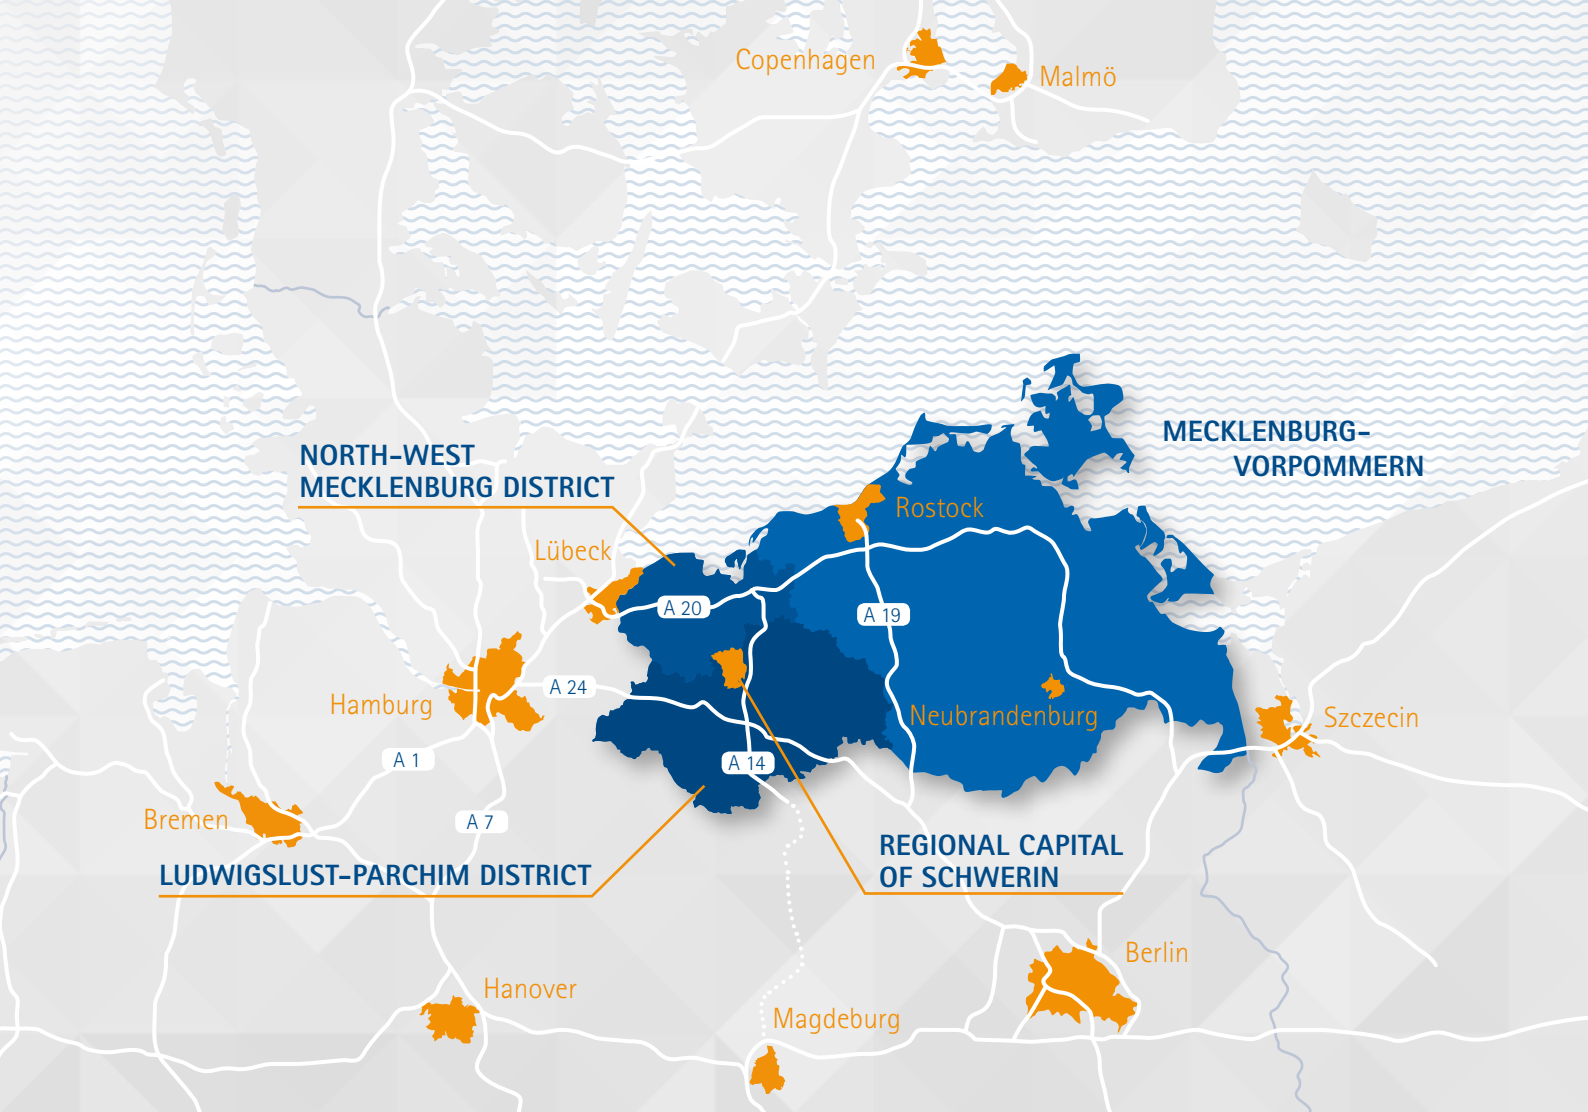 Copenhagen
Malmö
MECKLENBURG-
VORPOMMERN
NORTH-WEST
MECKLENBURG DISTRICT
Rostock
Lübeck
A 20
A 19
A 24
Hamburg
Neubrandenburg
Szczecin
A 1
A 14
Bremen
A 7
REGIONAL CAPITAL
OF SCHWERIN
LUDWIGSLUST-PARCHIM DISTRICT
Berlin
Hanover
Magdeburg